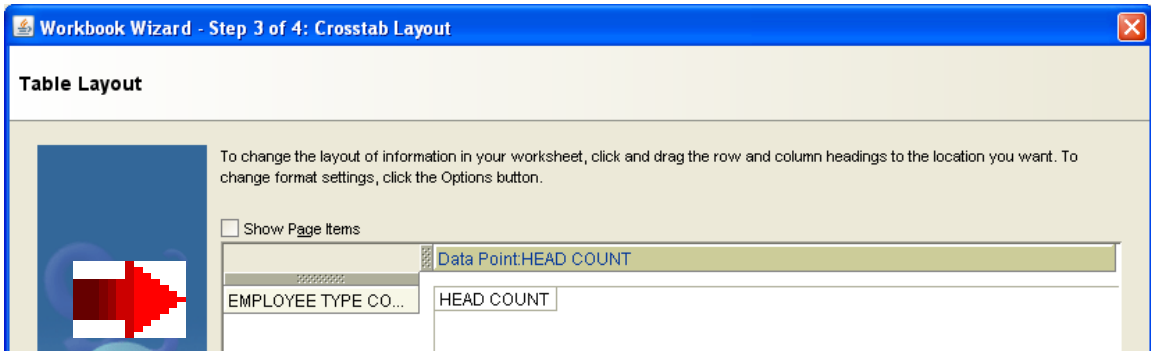 Workbook Wizard - Step 3 of 4: Crosstab Layout
Table Layout
To change the layout of information in your worksheet, click and drag the row and column headings to the location you want. To
change format settings, click the Options button.
Show Page Items
Data Point:HEAD COUNT
EMPLOYEE TYPE CO...
HEAD COUNT